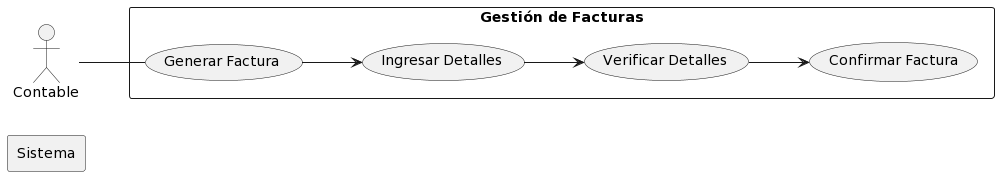 Gestión de Facturas
Contable
Generar Factura
Ingresar Detalles
Verificar Detalles
Confirmar Factura
Sistema